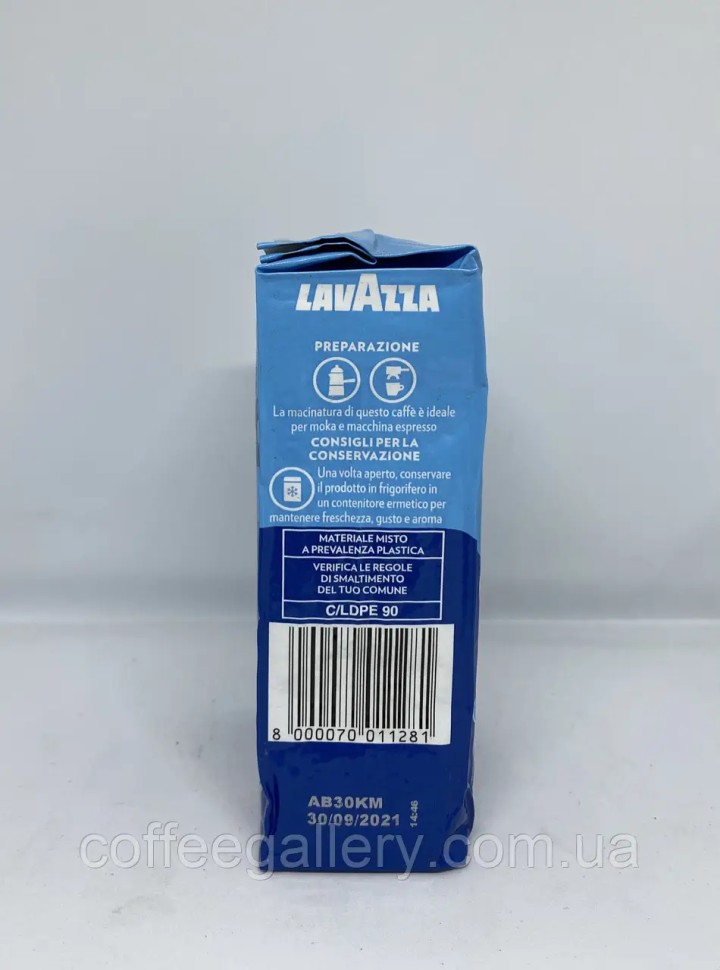 LAVAZZA
PREPARAZIONE
La macinatura di questo caffè è ideale
per moka e macchina espresso
CONSIGLI PER LA
CONSERVAZIONE
Una volta aperto, conservare
il prodotto in frigorifero in
un contenitore ermetico per
mantenere freschezza, gusto e aroma
MATERIALE MISTO
A PREVALENZA PLASTICA
VERIFICA LE REGOLE
DI SMALTIMENTO
DEL TUO COMUNE
C/LDPE 90
8 000070 011281
AB30KM
30/09/2021 14:46
coffeegallery.com.ua